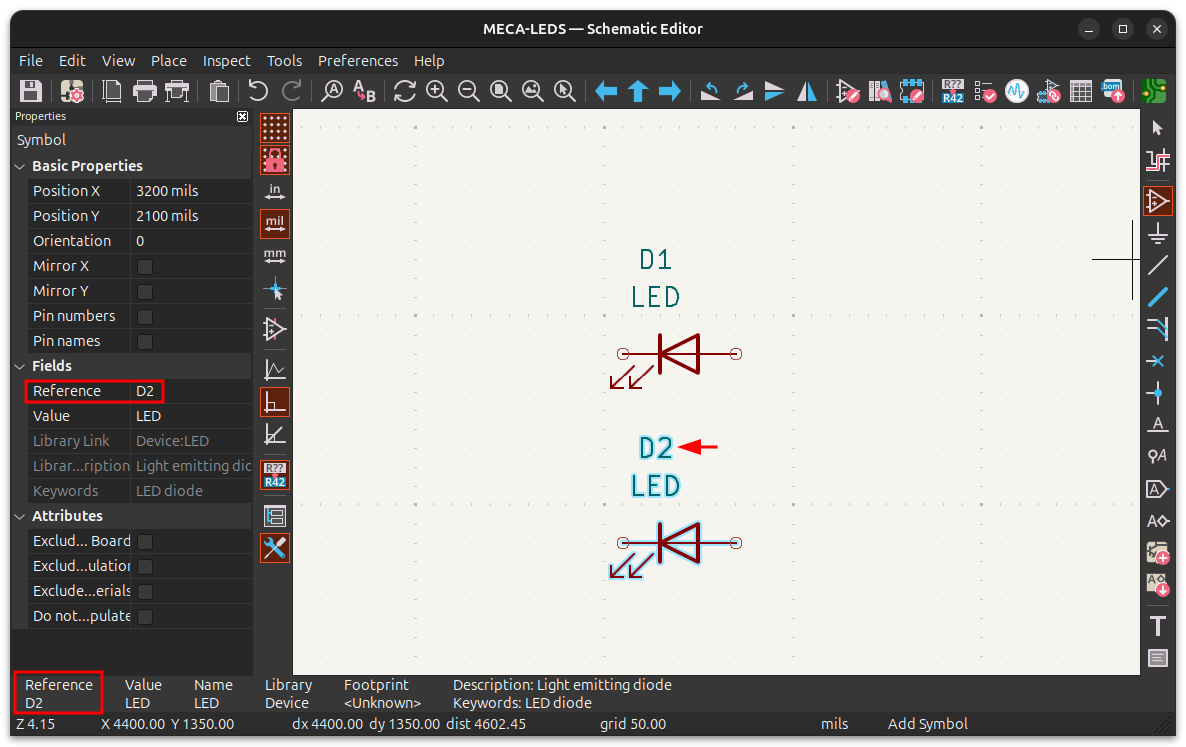 MECA-LEDS — Schematic Editor
File Edit View Place Inspect Tools Preferences Help
A
B
R??
R42
.bom
Properties
Symbol
Basic Properties
Position X 3200 mils
Position Y 2100 mils
Orientation 0
Mirror X
Mirror Y
Pin numbers
Pin names
Fields
Reference D2
Value LED
Library Link Device:LED
Librar...ription Light emitting dio
Keywords LED diode
Attributes
Exclud... Board
Exclud...ulation
Exclude...erials
Do not...pulate
in
mil
mm
R??
R42
D1
LED
D2
LED
A
A
A
A
A
T
Reference Value Name Library Footprint Description: Light emitting diode
D2 LED LED Device <Unknown> Keywords: LED diode
Z 4.15 X 4400.00 Y 1350.00 dx 4400.00 dy 1350.00 dist 4602.45 grid 50.00 mils Add Symbol